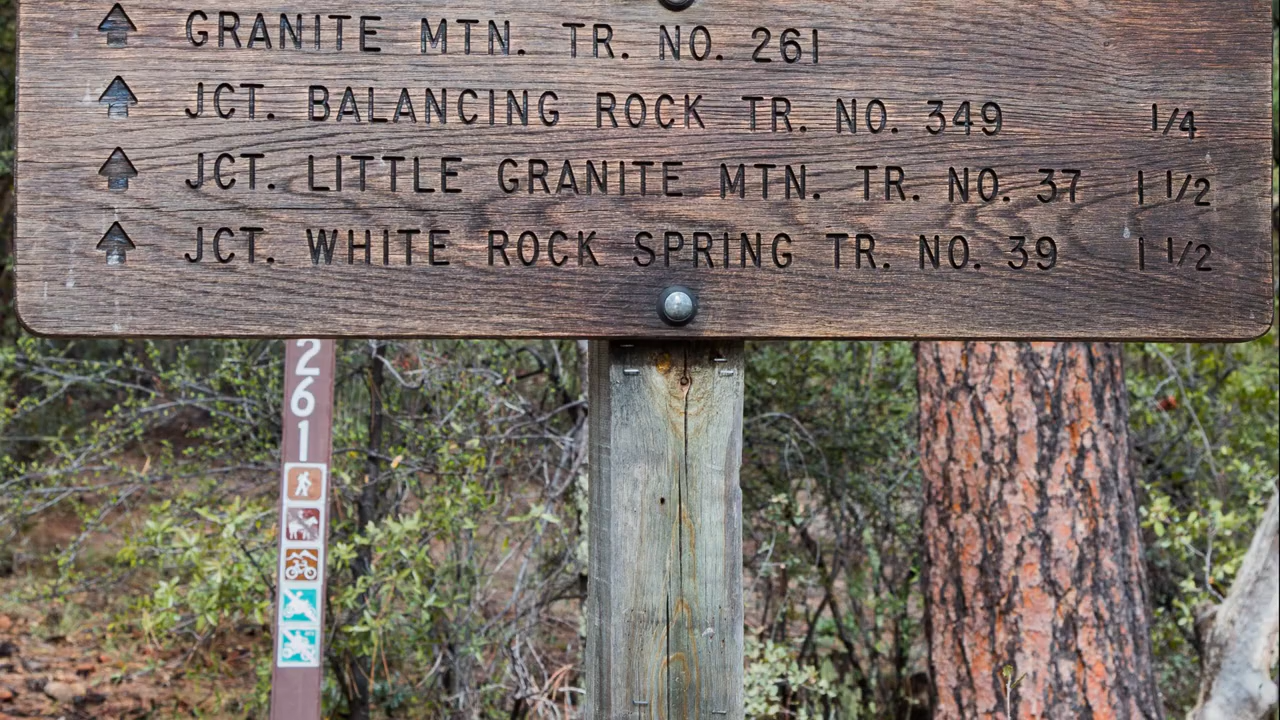 GRANITE MTN. TR. NO. 261
JCT. BALANCING ROCK TR. NO. 349 1/4
JCT. LITTLE GRANITE MTN. TR. NO. 37 1 1/2
JCT. WHITE ROCK SPRING TR. NO. 39 1 1/2
261